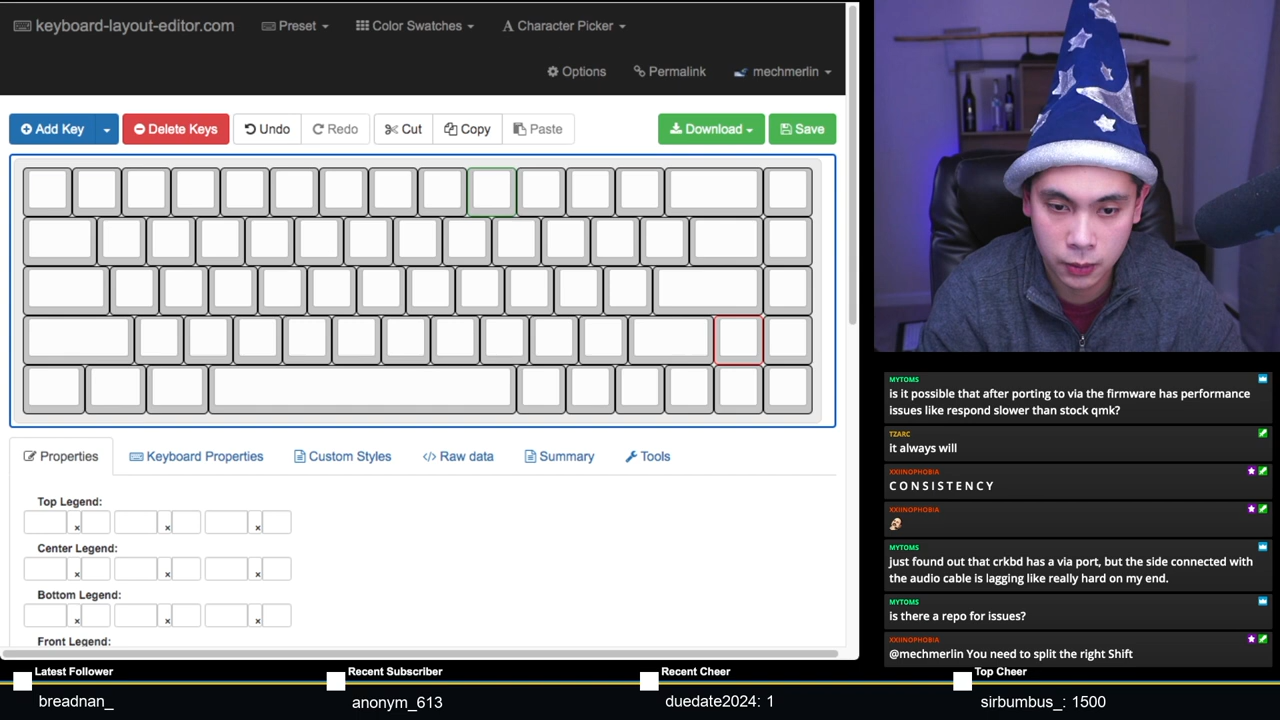 keyboard-layout-editor.com
Preset
Color Swatches
Character Picker
Options
Permalink
mechmerlin
Add Key
Delete Keys
Undo
Redo
Cut
Copy
Paste
Download
Save
Properties
Keyboard Properties
Custom Styles
Raw data
Summary
Tools
Top Legend:
x x x
Center Legend:
x x x
Bottom Legend:
x x x
Front Legend:
MYTOMS
is it possible that after porting to via the firmware has performance
issues like respond slower than stock qmk?
TZARC
it always will
XXIINOPHOBIA
C O N S I S T E N C Y
XXIINOPHOBIA
MYTOMS
just found out that crkbd has a via port, but the side connected with
the audio cable is lagging like really hard on my end.
MYTOMS
is there a repo for issues?
XXIINOPHOBIA
@mechmerlin You need to split the right Shift
Latest Follower
breadnan_
Recent Subscriber
anonym_613
Recent Cheer
duedate2024: 1
Top Cheer
sirbumbus_: 1500